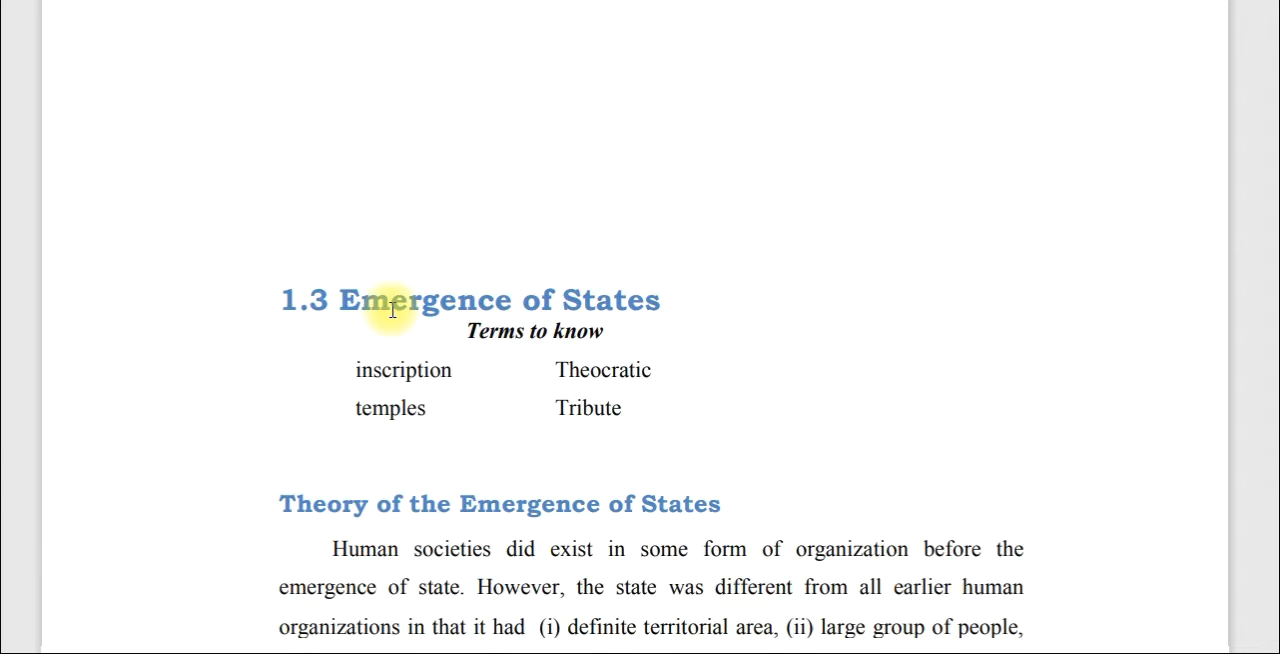 1.3 Emergence of States
Terms to know
inscription Theocratic
temples Tribute
Theory of the Emergence of States
Human societies did exist in some form of organization before the
emergence of state. However, the state was different from all earlier human
organizations in that it had (i) definite territorial area, (ii) large group of people,